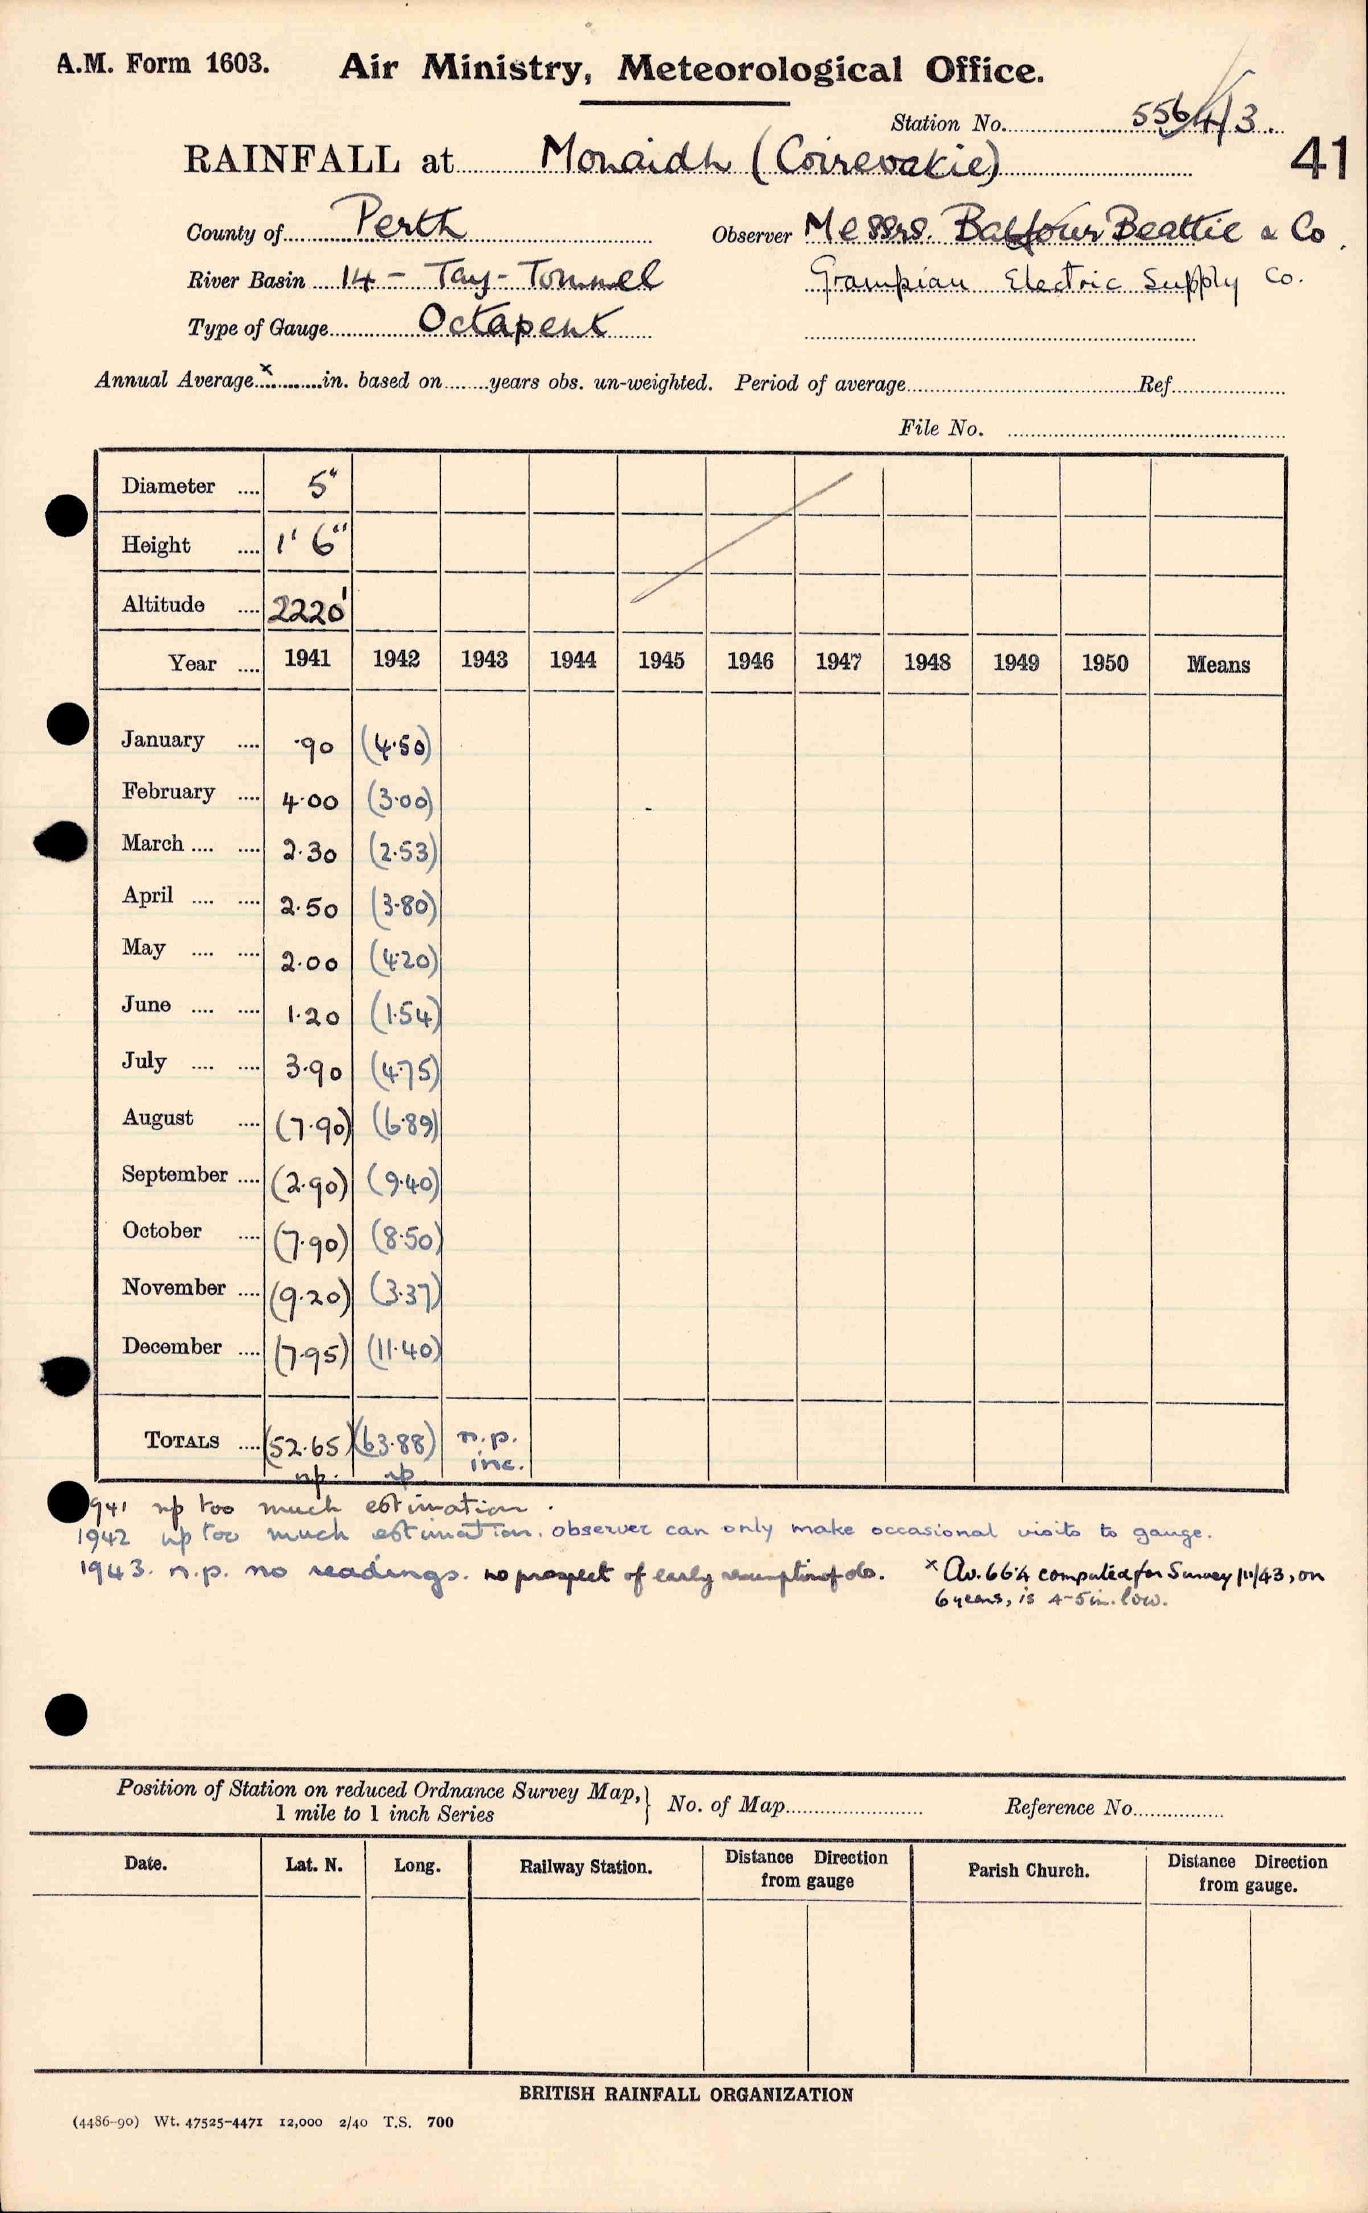 A.M. Form 1603. Air Ministry, Meteorological Office.
Station No. 5564/3.
RAINFALL at Monaidh (Coirevakie) 41
County of Perth Observer Messrs. Balfour Beattie & Co.
River Basin 14 - Tay-Tummel Grampian Electric Supply Co.
Type of Gauge Octapent
Annual Average x in. based on years obs. un-weighted. Period of average Ref.
File No.
Diameter .... 5"
Height .... 1' 6"
Altitude .... 2220'
Year .... 1941 1942 1943 1944 1945 1946 1947 1948 1949 1950 Means
January .... ·90 (4·50)
February .... 4·00 (3·00)
March .... .... 2·30 (2·53)
April .... .... 2·50 (3·80)
May .... .... 2·00 (4·20)
June .... .... 1·20 (1·54)
July .... .... 3·90 (4·75)
August .... (7·90) (6·89)
September .... (2·90) (9·40)
October .... (7·90) (8·50)
November .... (9·20) (3·37)
December .... (7·95) (11·40)
TOTALS .... (52·65) (63·88) n.p.
np. np inc.
941 np too much estimation.
1942 np too much estimation. observer can only make occasional visits to gauge.
1943. n.p. no readings. no prospect of early resumption of do. x Av. 66·4 computed for Survey 11/43, on
6 years, is 4-5 in. low.
Position of Station on reduced Ordnance Survey Map, } No. of Map Reference No.
1 mile to 1 inch Series
Date. Lat. N. Long. Railway Station. Distance Direction Parish Church. Distance Direction
from gauge from gauge.
BRITISH RAINFALL ORGANIZATION
(4486-90) Wt. 47525-4471 12,000 2/40 T.S. 700